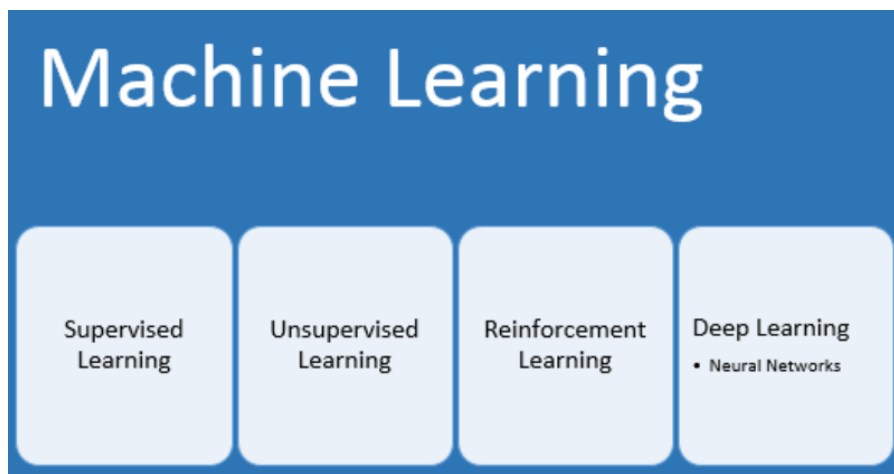 Machine Learning
Supervised
Learning
Unsupervised
Learning
Reinforcement
Learning
Deep Learning
• Neural Networks